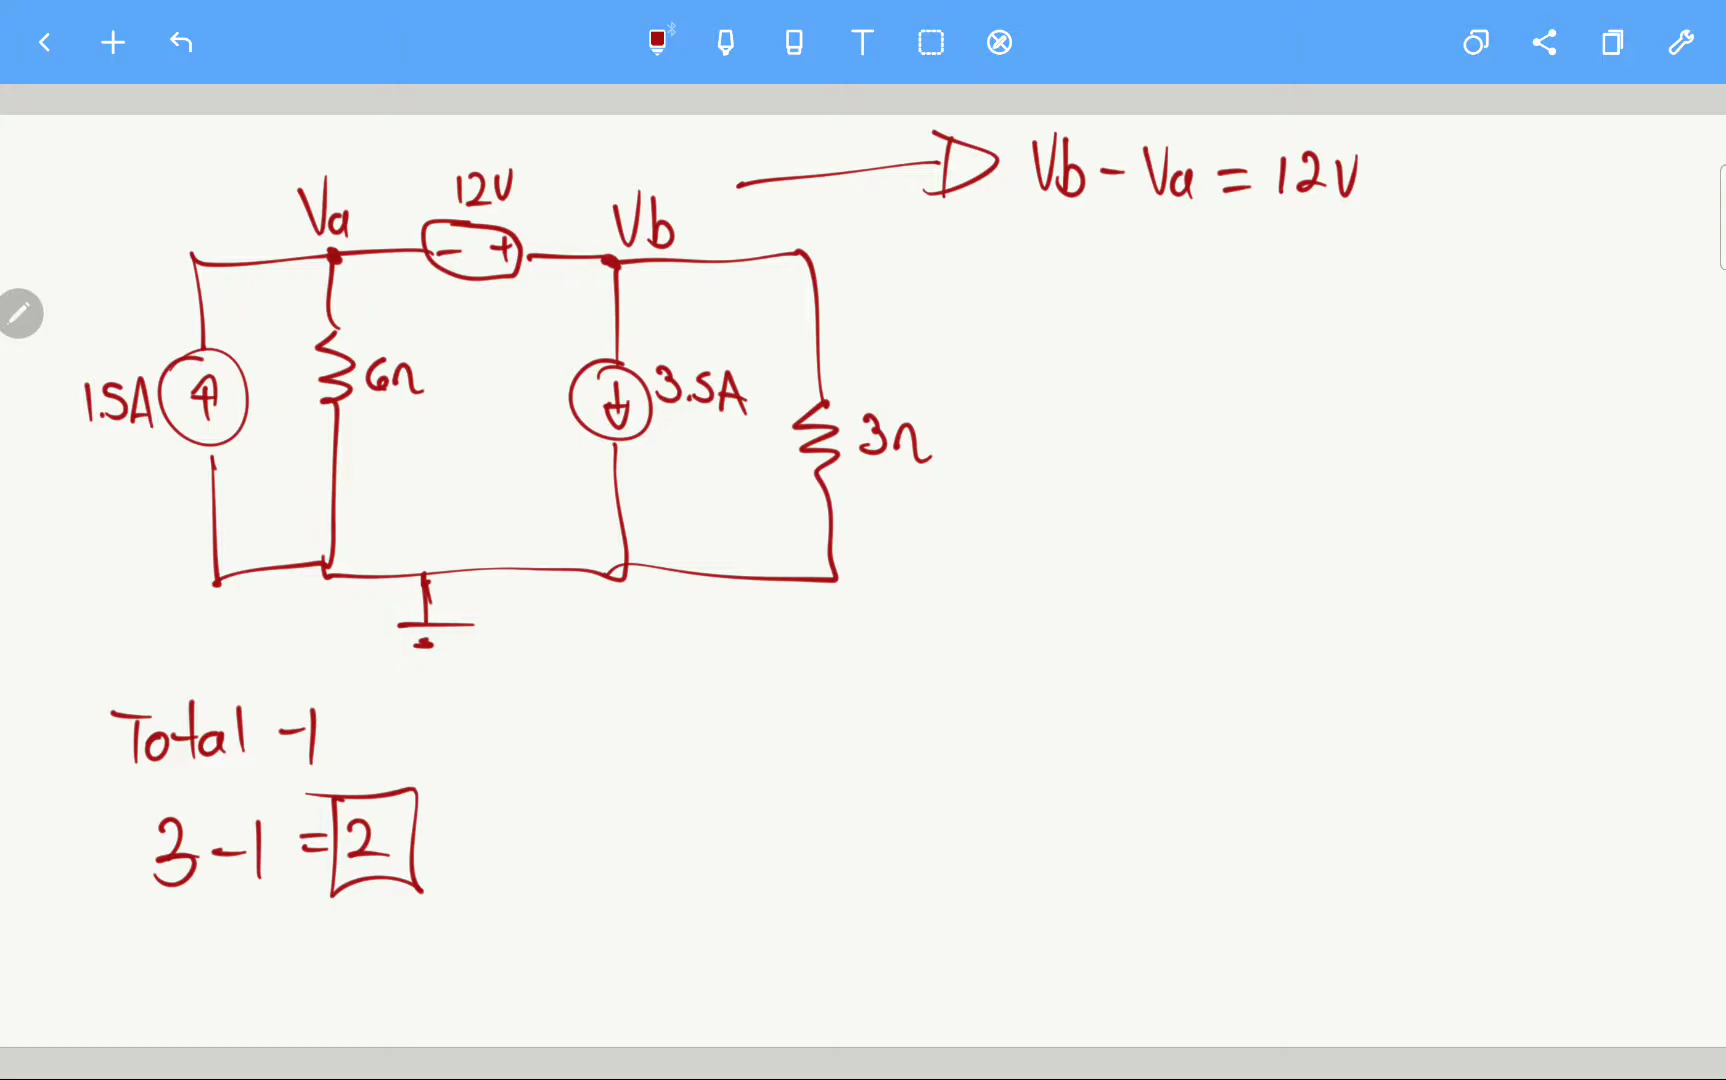 Vb - Va = 12V
12V
Va
Vb
- +
1.5A
6Ω
3.5A
3Ω
Total -1
3 - 1 = 2